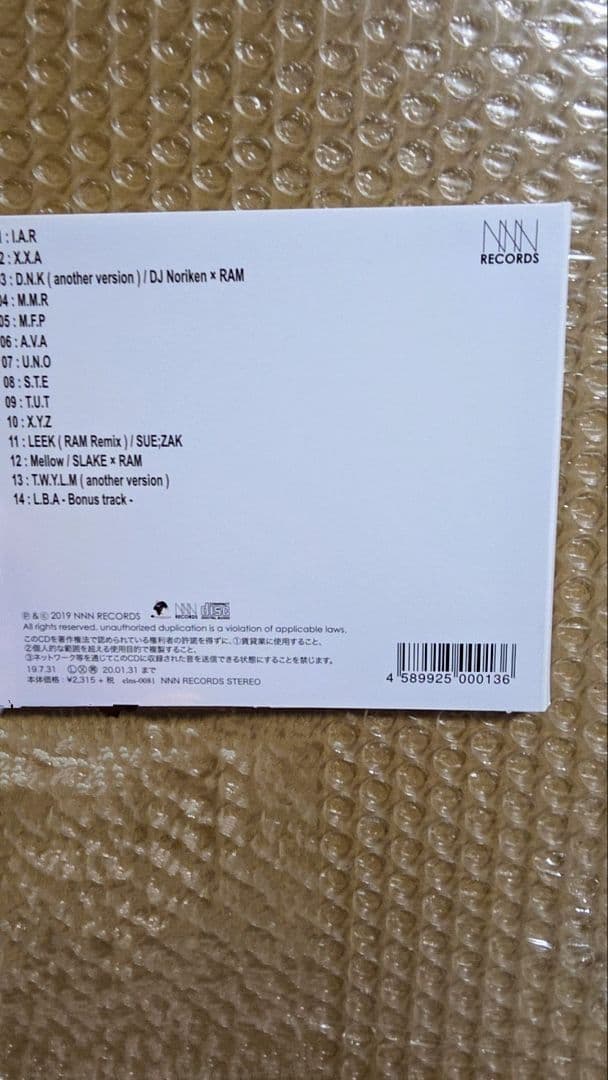 1 : I.A.R
2 : X.X.A
03 : D.N.K ( another version ) / DJ Noriken × RAM
04 : M.M.R
05 : M.F.P
06 : A.V.A
07 : U.N.O
08 : S.T.E
09 : T.U.T
10 : X.Y.Z
11 : LEEK ( RAM Remix ) / SUE;ZAK
12 : Mellow / SLAKE × RAM
13 : T.W.Y.L.M ( another version )
14 : L.B.A - Bonus track -
NNN
RECORDS
Ⓟ & © 2019 NNN RECORDS NNN RECORDS disc
All rights reserved, unauthorized duplication is a violation of applicable laws.
このCDを著作権法で認められている権利者の許諾を得ずに、①賃貸業に使用すること、
②個人的な範囲を超える使用目的で複製すること、
③ネットワーク等を通じてこのCDに収録された音を送信できる状態にすることを禁じます。
19.7.31 Ⓛ Ⓧ 20.01.31 まで
本体価格 : ¥2,315 + 税 clns-0081 NNN RECORDS STEREO
4 589925 000136